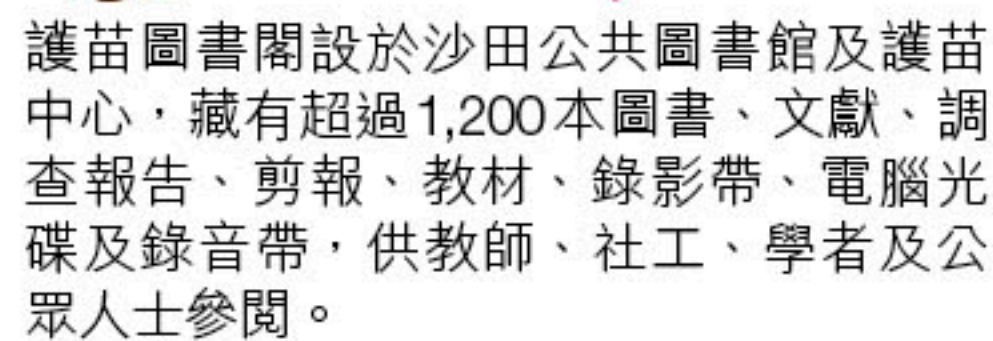 護苗圖書閣設於沙田公共圖書館及護苗
中心，藏有超過1,200本圖書、文獻、調
查報告、剪報、教材、錄影帶、電腦光
碟及錄音帶，供教師、社工、學者及公
眾人士參閱。